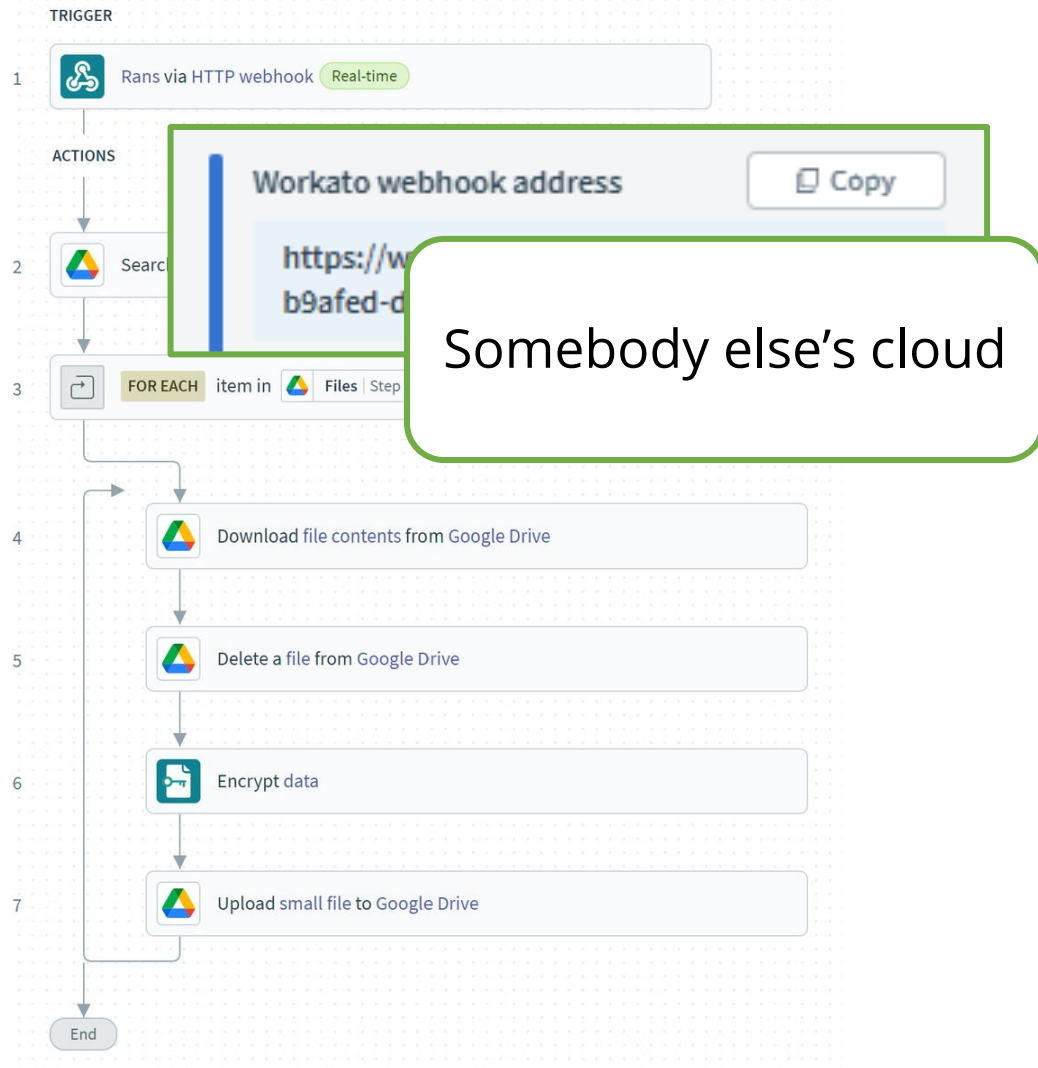 TRIGGER
1
Rans via HTTP webhook Real-time
ACTIONS
Workato webhook address
Copy
https://w
b9afed-d
Somebody else’s cloud
2
3
FOR EACH item in Files | Step
4
Download file contents from Google Drive
5
Delete a file from Google Drive
6
Encrypt data
7
Upload small file to Google Drive
End